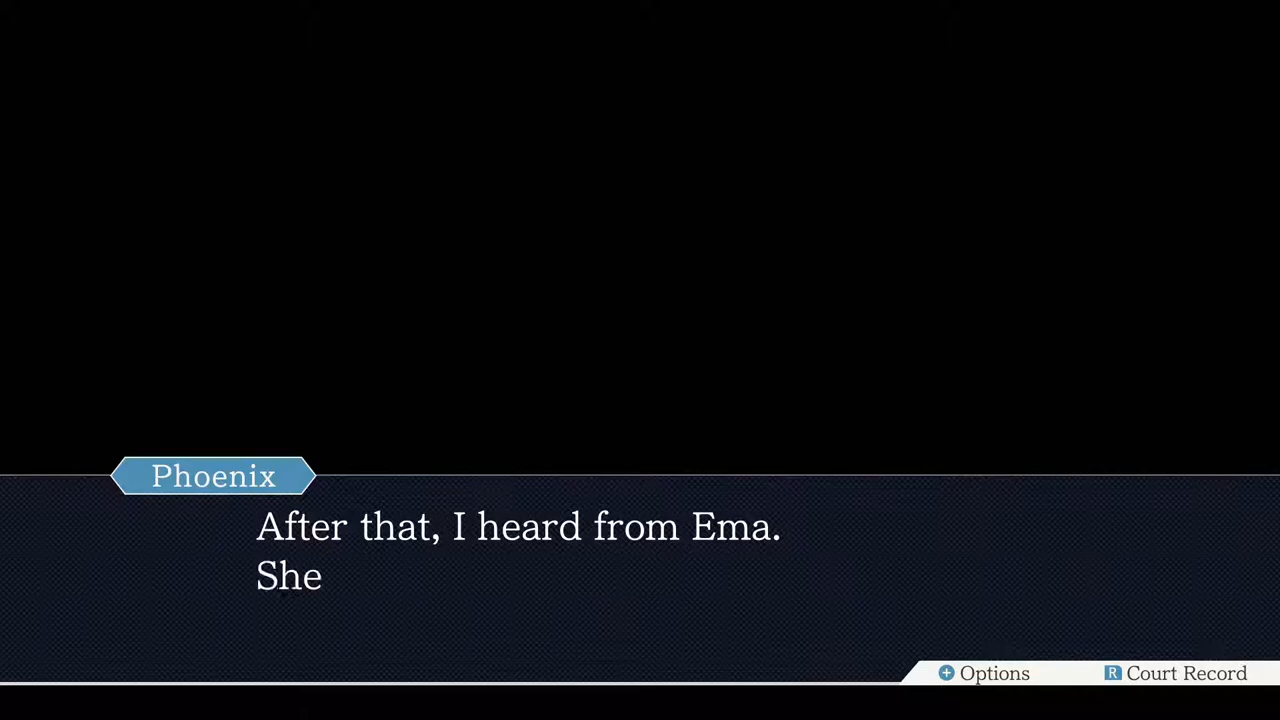 Phoenix
After that, I heard from Ema.
She
+ Options R Court Record